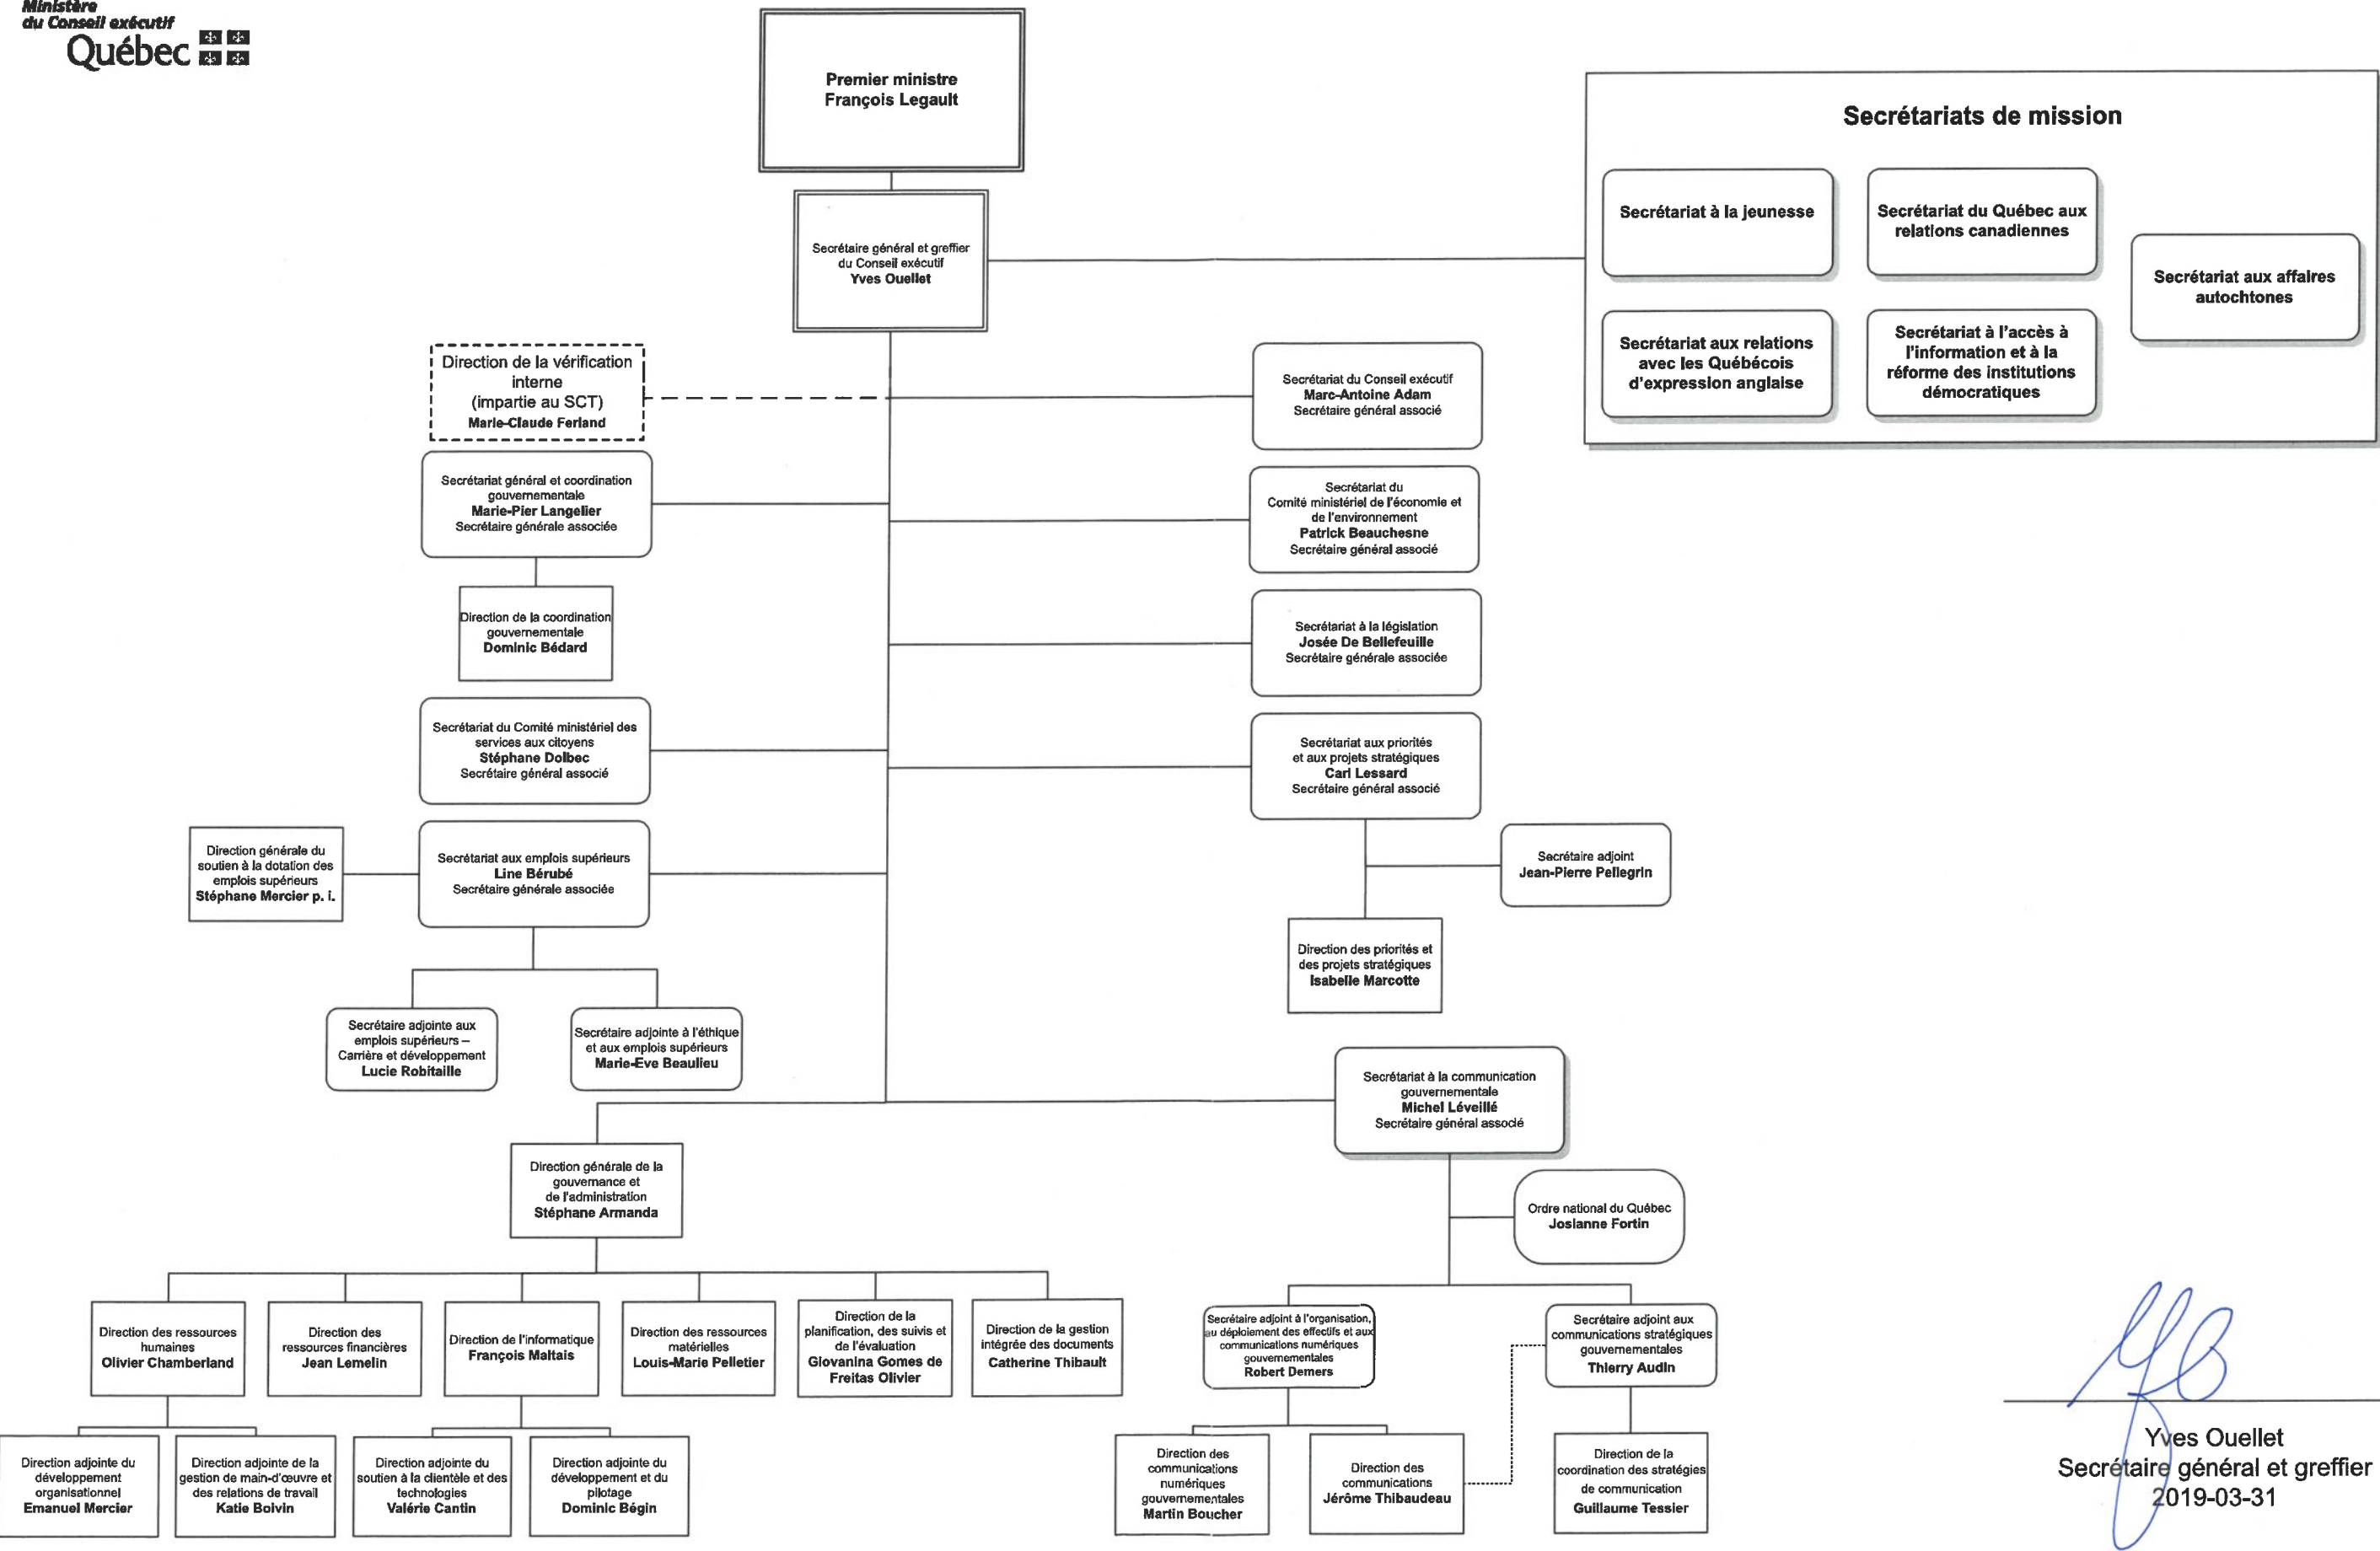 Ministère
du Conseil exécutif
Québec
Premier ministre
François Legault
Secrétaire général et greffier
du Conseil exécutif
Yves Ouellet
Secrétariats de mission
Secrétariat à la jeunesse
Secrétariat du Québec aux
relations canadiennes
Secrétariat aux affaires
autochtones
Secrétariat aux relations
avec les Québécois
d'expression anglaise
Secrétariat à l'accès à
l'information et à la
réforme des institutions
démocratiques
Direction de la vérification
interne
(impartie au SCT)
Marie-Claude Ferland
Secrétariat du Conseil exécutif
Marc-Antoine Adam
Secrétaire général associé
Secrétariat général et coordination
gouvernementale
Marie-Pier Langelier
Secrétaire générale associée
Secrétariat du
Comité ministériel de l'économie et
de l'environnement
Patrick Beauchesne
Secrétaire général associé
Direction de la coordination
gouvernementale
Dominic Bédard
Secrétariat à la législation
Josée De Bellefeuille
Secrétaire générale associée
Secrétariat du Comité ministériel des
services aux citoyens
Stéphane Dolbec
Secrétaire général associé
Secrétariat aux priorités
et aux projets stratégiques
Carl Lessard
Secrétaire général associé
Direction générale du
soutien à la dotation des
emplois supérieurs
Stéphane Mercier p. i.
Secrétariat aux emplois supérieurs
Line Bérubé
Secrétaire générale associée
Secrétaire adjoint
Jean-Pierre Pellegrin
Direction des priorités et
des projets stratégiques
Isabelle Marcotte
Secrétaire adjointe aux
emplois supérieurs –
Carrière et développement
Lucie Robitaille
Secrétaire adjointe à l'éthique
et aux emplois supérieurs
Marie-Eve Beaulieu
Secrétariat à la communication
gouvernementale
Michel Léveillé
Secrétaire général associé
Direction générale de la
gouvernance et
de l'administration
Stéphane Armanda
Ordre national du Québec
Josianne Fortin
Direction des ressources
humaines
Olivier Chamberland
Direction des
ressources financières
Jean Lemelin
Direction de l'informatique
François Maltais
Direction des ressources
matérielles
Louis-Marie Pelletier
Direction de la
planification, des suivis et
de l'évaluation
Giovanina Gomes de
Freitas Olivier
Direction de la gestion
intégrée des documents
Catherine Thibault
Secrétaire adjoint à l'organisation,
au déploiement des effectifs et aux
communications numériques
gouvernementales
Robert Demers
Secrétaire adjoint aux
communications stratégiques
gouvernementales
Thierry Audin
Direction adjointe du
développement
organisationnel
Emanuel Mercier
Direction adjointe de la
gestion de main-d'œuvre et
des relations de travail
Katie Boivin
Direction adjointe du
soutien à la clientèle et des
technologies
Valérie Cantin
Direction adjointe du
développement et du
pilotage
Dominic Bégin
Direction des
communications
numériques
gouvernementales
Martin Boucher
Direction des
communications
Jérôme Thibaudeau
Direction de la
coordination des stratégies
de communication
Guillaume Tessier
Yves Ouellet
Secrétaire général et greffier
2019-03-31